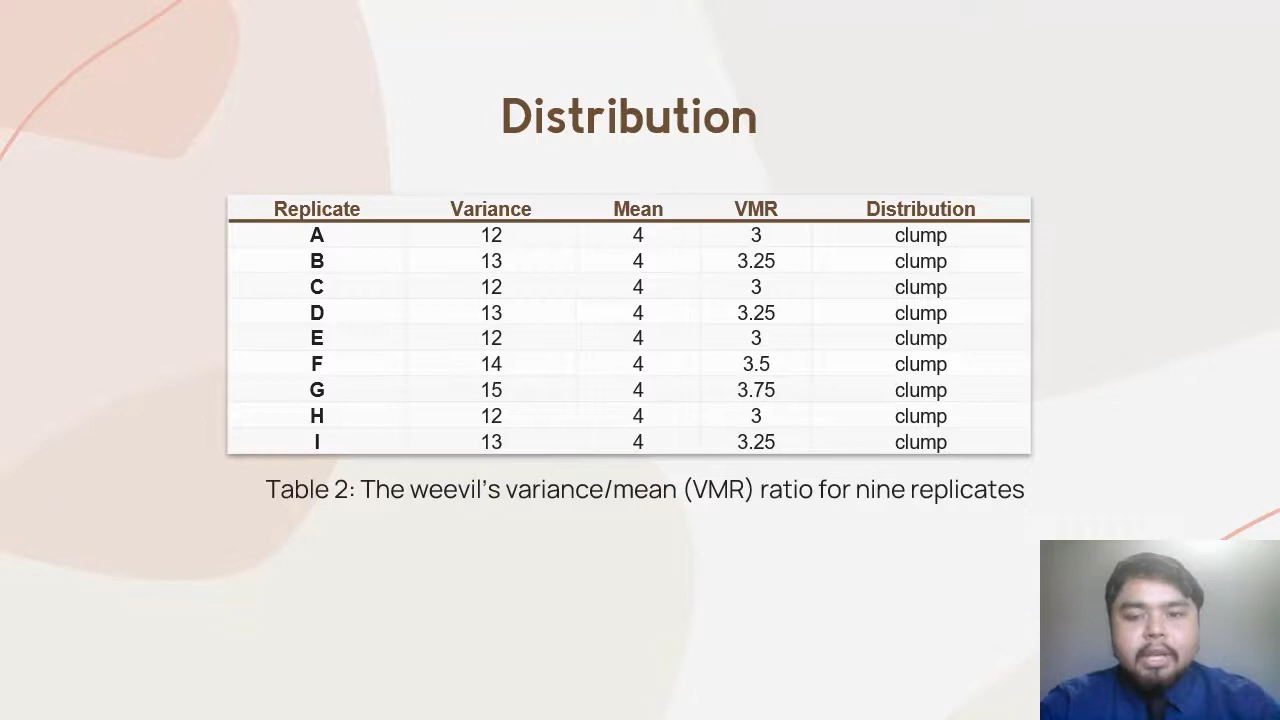 Distribution
Replicate Variance Mean VMR Distribution
A 12 4 3 clump
B 13 4 3.25 clump
C 12 4 3 clump
D 13 4 3.25 clump
E 12 4 3 clump
F 14 4 3.5 clump
G 15 4 3.75 clump
H 12 4 3 clump
I 13 4 3.25 clump
Table 2: The weevil's variance/mean (VMR) ratio for nine replicates